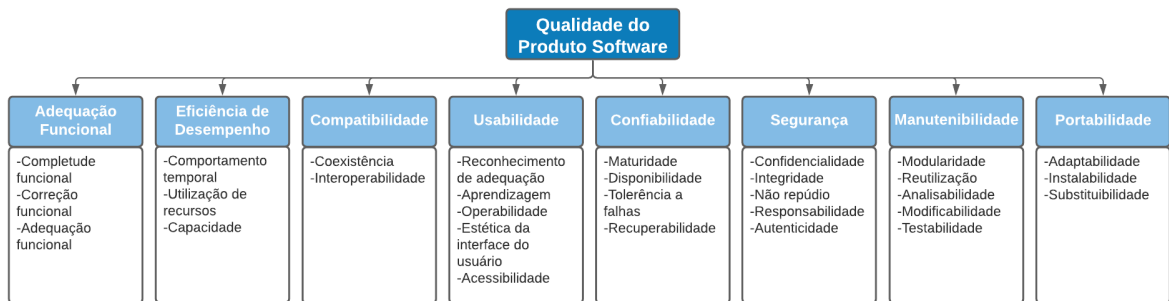 Qualidade do
Produto Software
Adequação
Funcional
-Completude
funcional
-Correção
funcional
-Adequação
funcional
Eficiência de
Desempenho
-Comportamento
temporal
-Utilização de
recursos
-Capacidade
Compatibilidade
-Coexistência
-Interoperabilidade
Usabilidade
-Reconhecimento
de adequação
-Aprendizagem
-Operabilidade
-Estética da
interface do
usuário
-Acessibilidade
Confiabilidade
-Maturidade
-Disponibilidade
-Tolerência a
falhas
-Recuperabilidade
Segurança
-Confidencialidade
-Integridade
-Não repúdio
-Responsabilidade
-Autenticidade
Manutenibilidade
-Modularidade
-Reutilização
-Analisabilidade
-Modificabilidade
-Testabilidade
Portabilidade
-Adaptabilidade
-Instalabilidade
-Substituibilidade